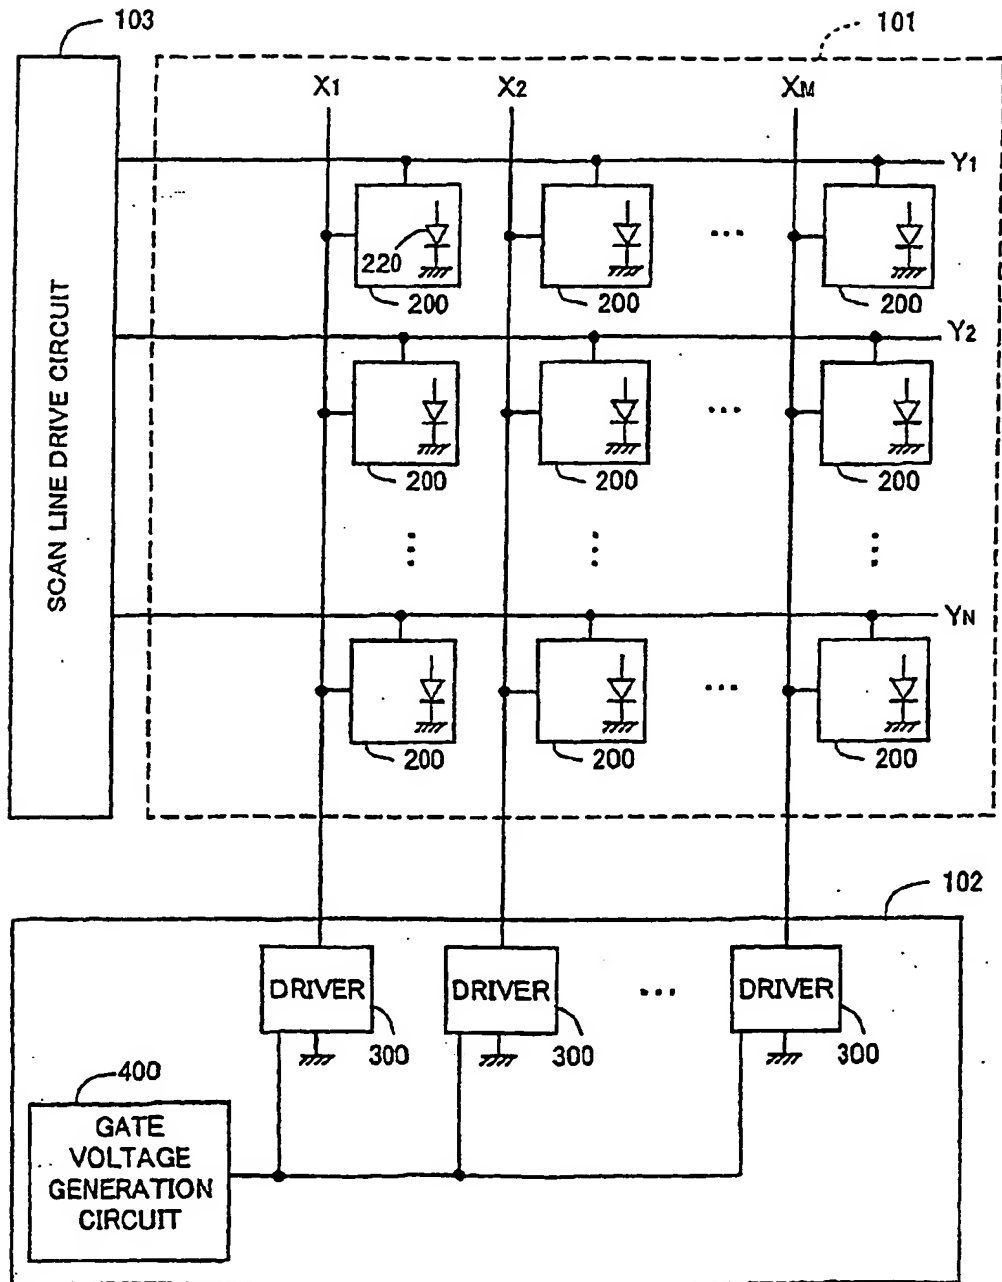 103
101
X1
X2
XM
Y1
220
200
200
200
SCAN LINE DRIVE CIRCUIT
Y2
...
200
200
200
...
...
...
...
YN
...
200
200
200
102
DRIVER
DRIVER
...
DRIVER
300
300
300
400
GATE
VOLTAGE
GENERATION
CIRCUIT